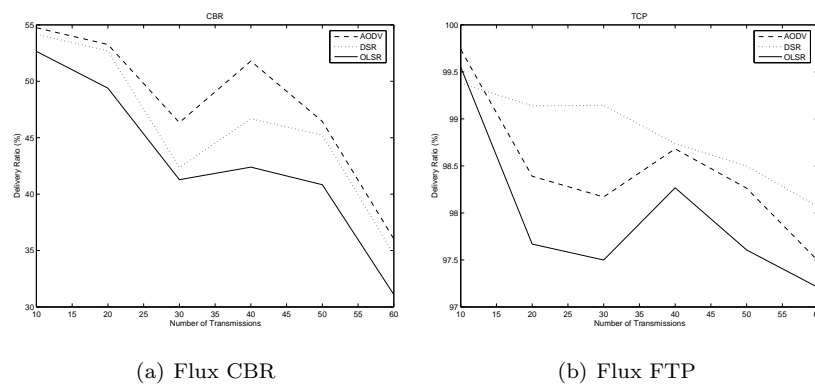 CBR
55
50
45
40
35
30
Delivery Ratio (%)
10 15 20 25 30 35 40 45 50 55 60
Number of Transmissions
AODV
DSR
OLSR
(a) Flux CBR
TCP
100
99.5
99
98.5
98
97.5
97
Delivery Ratio (%)
10 15 20 25 30 35 40 45 50 55 60
Number of Transmissions
AODV
DSR
OLSR
(b) Flux FTP